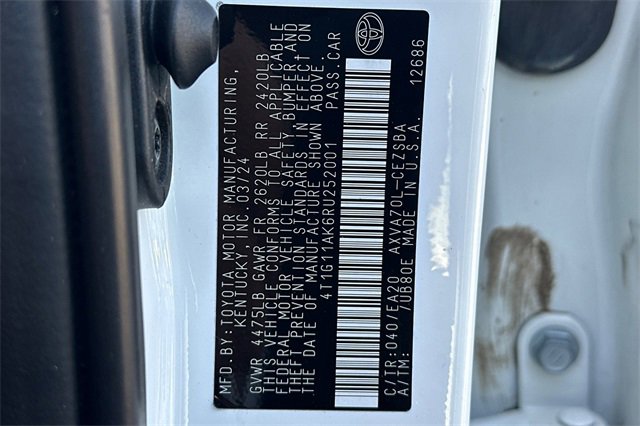 MFD. BY: TOYOTA MOTOR MANUFACTURING,
KENTUCKY, INC. 03/24
GVWR 4475LB GAWR FR 2620LB RR 2420LB
THIS VEHICLE CONFORMS TO ALL APPLICABLE
FEDERAL MOTOR VEHICLE SAFETY, BUMPER, AND
THEFT PREVENTION STANDARDS IN EFFECT ON
THE DATE OF MANUFACTURE SHOWN ABOVE.
4T1G11AK6RU252001 PASS. CAR
C/TR: 040/EA20 AXVA70L-CEZSBA
A/TM: /UB80E MADE IN U.S.A. 12686